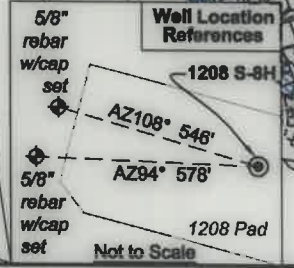 5/8"
rebar
w/cap
set
Well Location
References
1208 S-8H
AZ108° 546'
AZ94° 578'
5/8"
rebar
w/cap
set
1208 Pad
Not to Scale